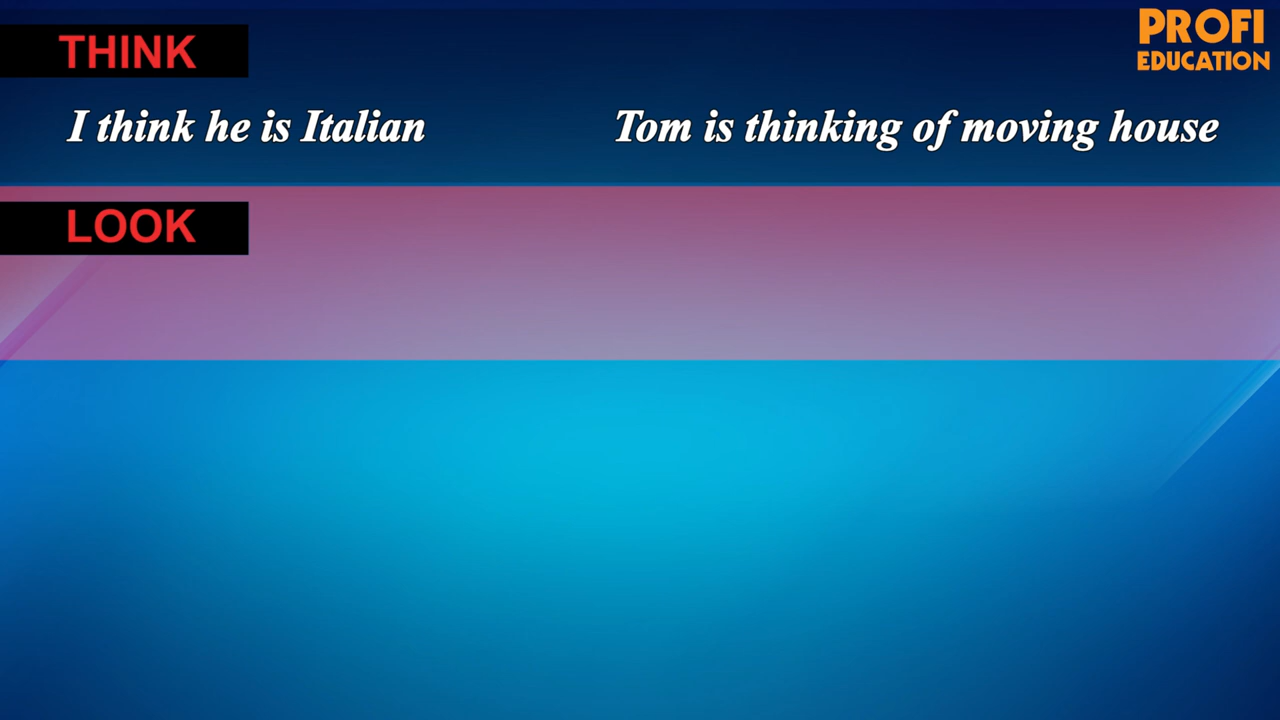 PROFI
EDUCATION
THINK
I think he is Italian
Tom is thinking of moving house
LOOK